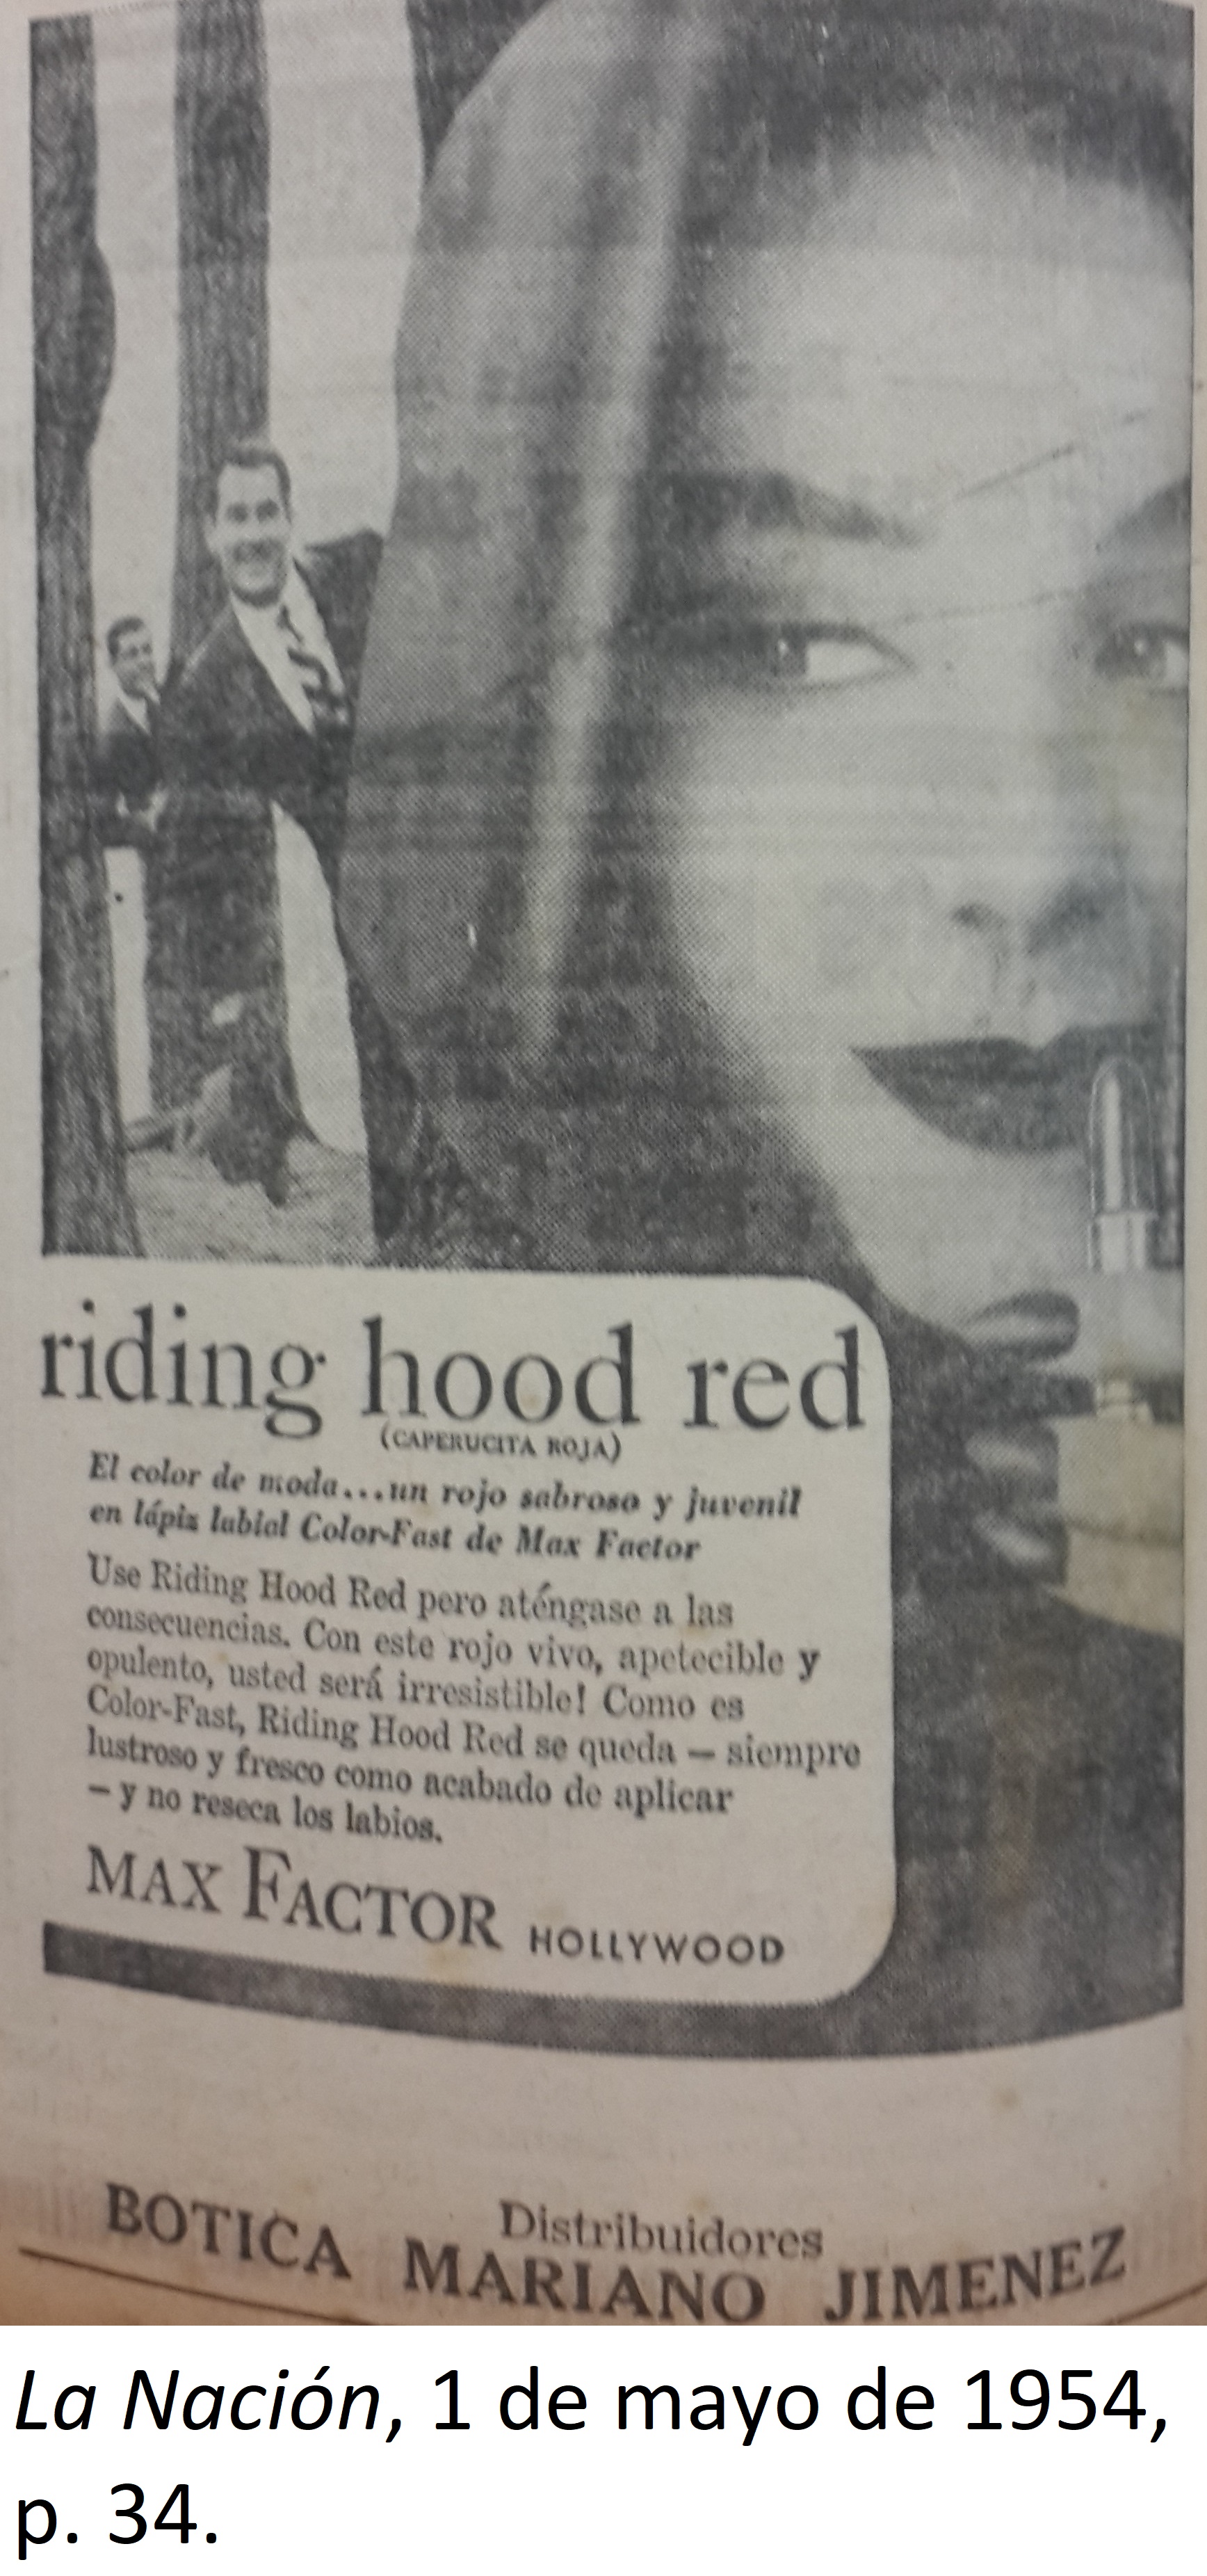 riding hood red
(CAPERUCITA ROJA)
El color de moda...un rojo sabroso y juvenil
en lápiz labial Color-Fast de Max Factor
Use Riding Hood Red pero aténgase a las
consecuencias. Con este rojo vivo, apetecible y
opulento, usted será irresistible! Como es
Color-Fast, Riding Hood Red se queda — siempre
lustroso y fresco como acabado de aplicar
— y no reseca los labios.
MAX FACTOR HOLLYWOOD
Distribuidores
BOTICA MARIANO JIMENEZ
La Nación, 1 de mayo de 1954,
p. 34.